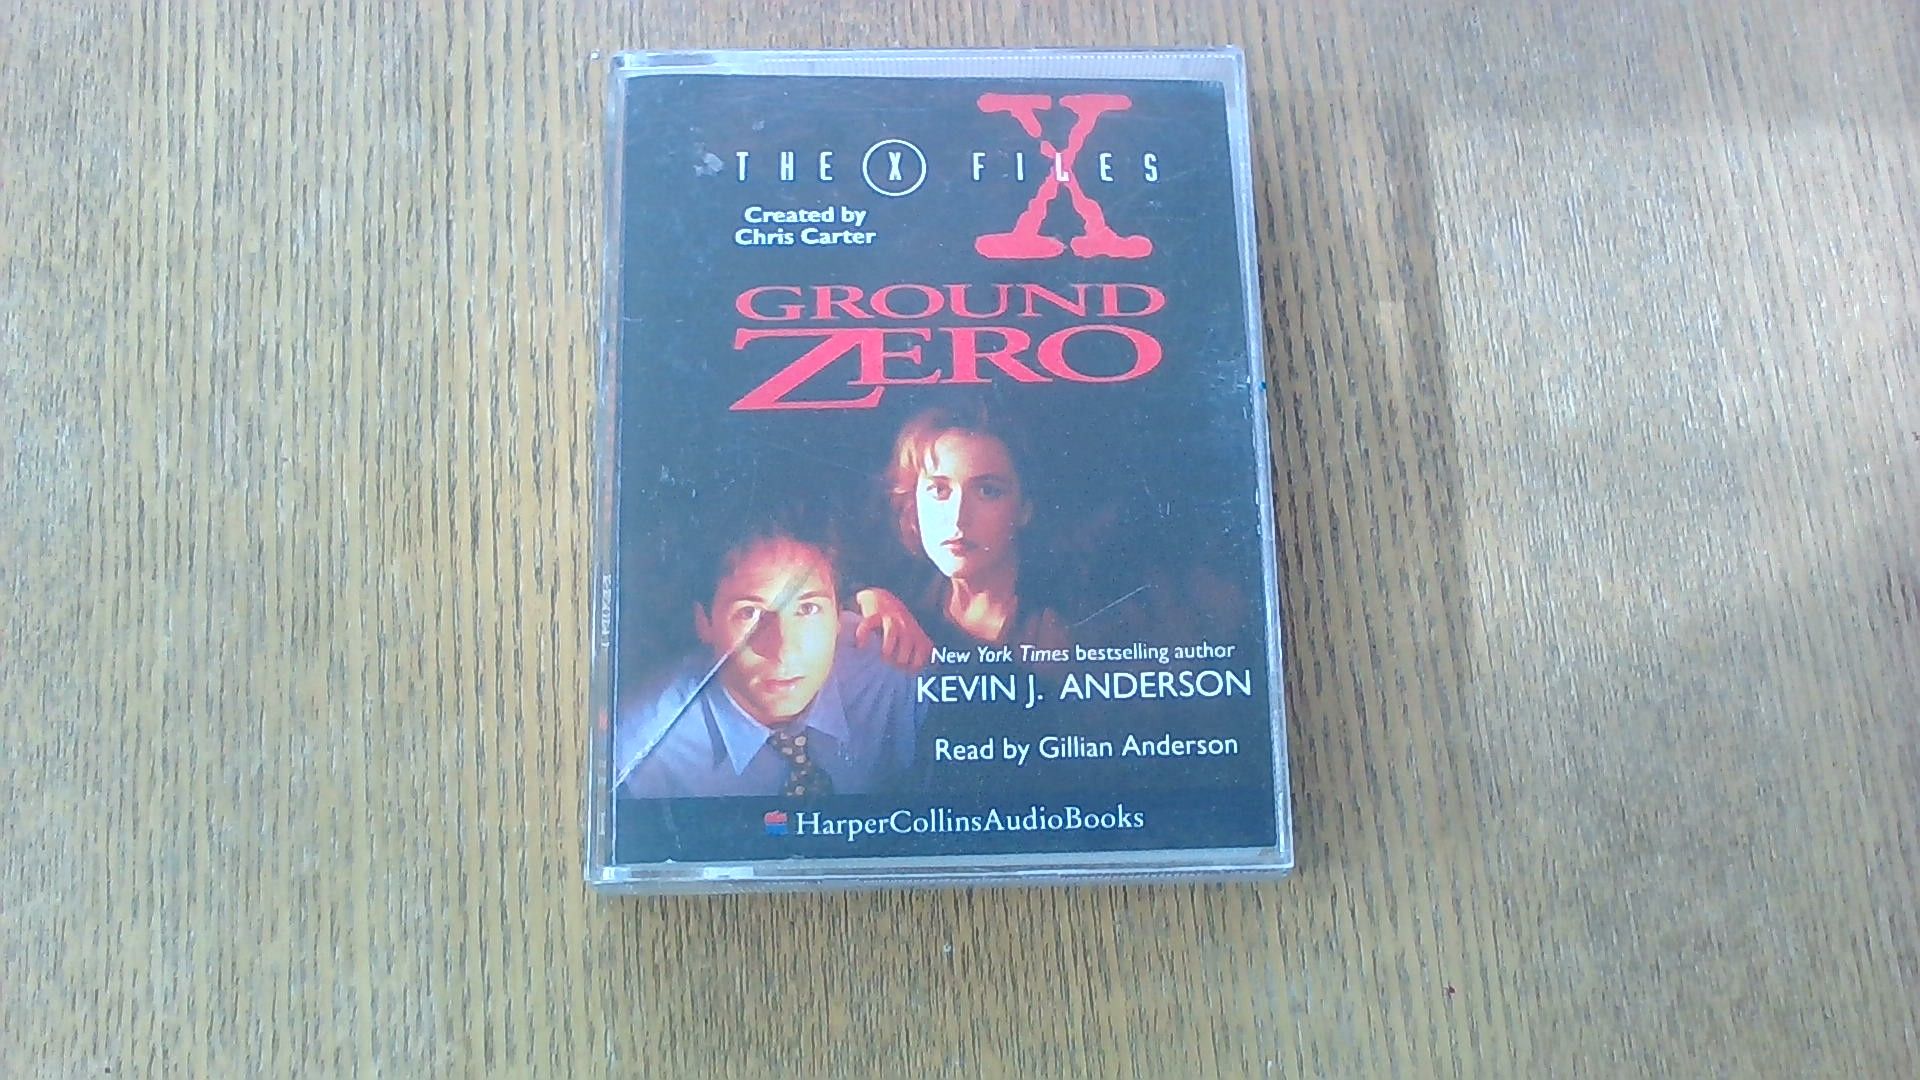 THE X FILES
Created by
Chris Carter
GROUND
ZERO
New York Times bestselling author
KEVIN J. ANDERSON
Read by Gillian Anderson
HarperCollinsAudioBooks